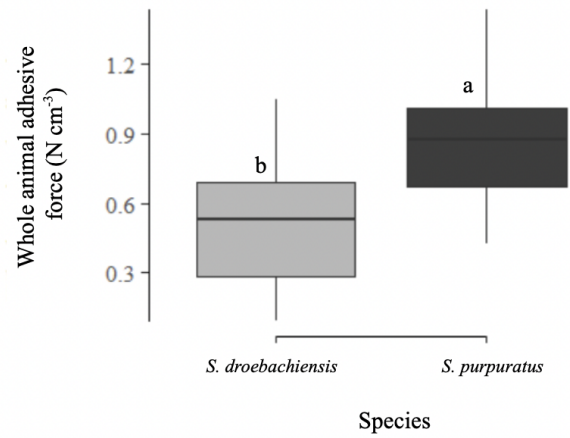 Whole animal adhesive
force (N cm⁻³)
1.2
0.9
0.6
0.3
b
a
S. droebachiensis
S. purpuratus
Species